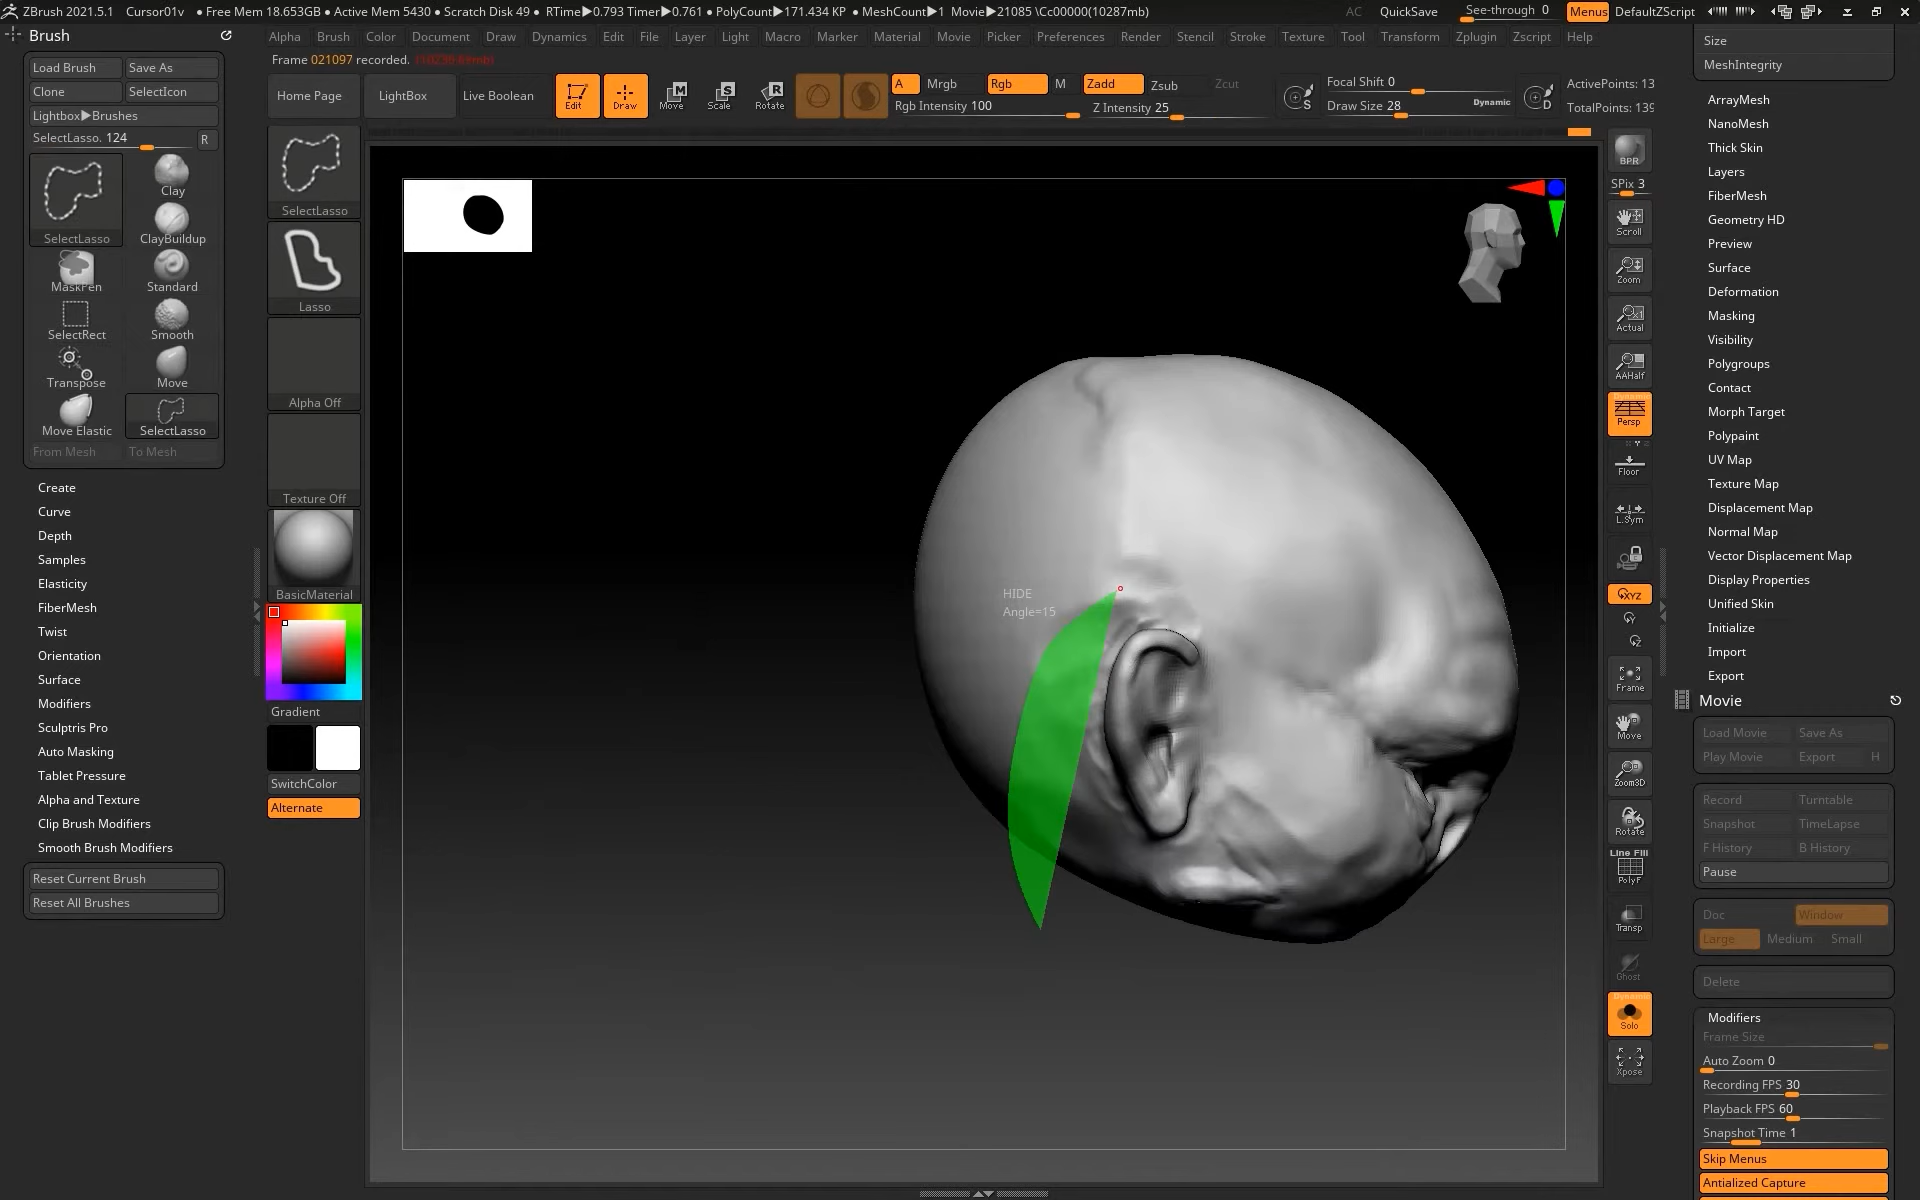 ZBrush 2021.5.1 Cursor01v • Free Mem 18.653GB • Active Mem 5430 • Scratch Disk 49 • RTime▶0.793 Timer▶0.761 • PolyCount▶171.434 KP • MeshCount▶1 Movie▶21085 \Cc00000(10287mb) AC QuickSave See-through 0 Menus DefaultZScript
Brush
Alpha Brush Color Document Draw Dynamics Edit File Layer Light Macro Marker Material Movie Picker Preferences Render Stencil Stroke Texture Tool Transform Zplugin Zscript Help
Frame 021097 recorded.
Load Brush Save As
Clone SelectIcon
Lightbox▶Brushes
SelectLasso. 124 R
SelectLasso
Clay
ClayBuildup
MaskPen Standard
SelectRect Smooth
Transpose Move
Move Elastic SelectLasso
From Mesh To Mesh
Create
Curve
Depth
Samples
Elasticity
FiberMesh
Twist
Orientation
Surface
Modifiers
Sculptris Pro
Auto Masking
Tablet Pressure
Alpha and Texture
Clip Brush Modifiers
Smooth Brush Modifiers
Reset Current Brush
Reset All Brushes
Home Page LightBox Live Boolean
Edit Draw Move Scale Rotate
M S R
A Mrgb Rgb M Zadd Zsub Zcut
Rgb Intensity 100 Z Intensity 25
S Focal Shift 0
Draw Size 28 Dynamic D
ActivePoints: 13
TotalPoints: 139
SelectLasso
Lasso
Alpha Off
Texture Off
BasicMaterial
Gradient
SwitchColor
Alternate
HIDE
Angle=15
BPR
SPix 3
Scroll
Zoom
Actual
AAHalf
Dynamic
Persp
Floor
L.Sym
XYZ
Y
Z
Frame
Move
Zoom3D
Rotate
Line Fill
PolyF
Transp
Ghost
Dynamic
Solo
Xpose
Size
MeshIntegrity
ArrayMesh
NanoMesh
Thick Skin
Layers
FiberMesh
Geometry HD
Preview
Surface
Deformation
Masking
Visibility
Polygroups
Contact
Morph Target
Polypaint
UV Map
Texture Map
Displacement Map
Normal Map
Vector Displacement Map
Display Properties
Unified Skin
Initialize
Import
Export
Movie
Load Movie Save As
Play Movie Export H
Record Turntable
Snapshot TimeLapse
F History B History
Pause
Doc Window
Large Medium Small
Delete
Modifiers
Frame Size
Auto Zoom 0
Recording FPS 30
Playback FPS 60
Snapshot Time 1
Skip Menus
Antialized Capture